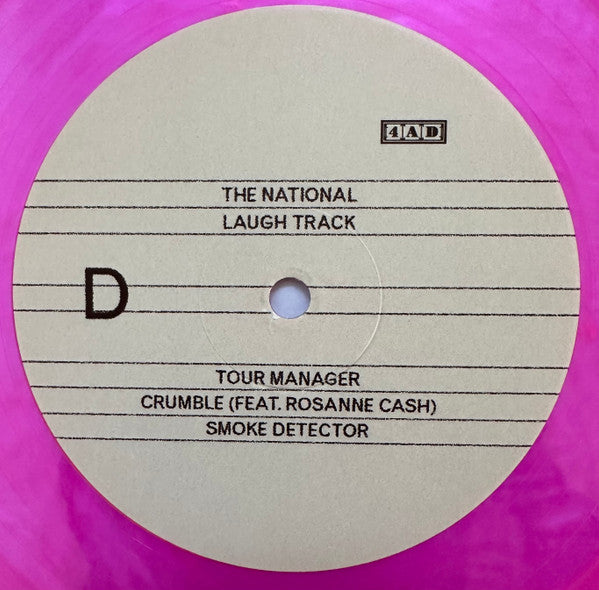 4AD
THE NATIONAL
LAUGH TRACK
D
TOUR MANAGER
CRUMBLE (FEAT. ROSANNE CASH)
SMOKE DETECTOR